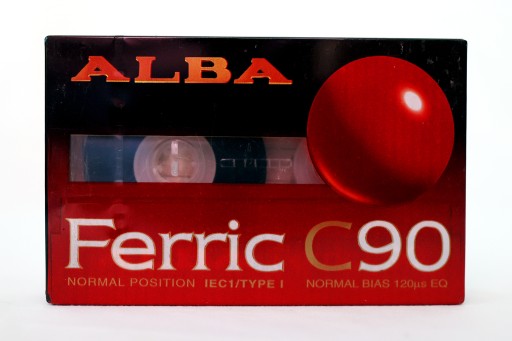 ALBA
Ferric C90
NORMAL POSITION IEC1/TYPE I NORMAL BIAS 120µs EQ